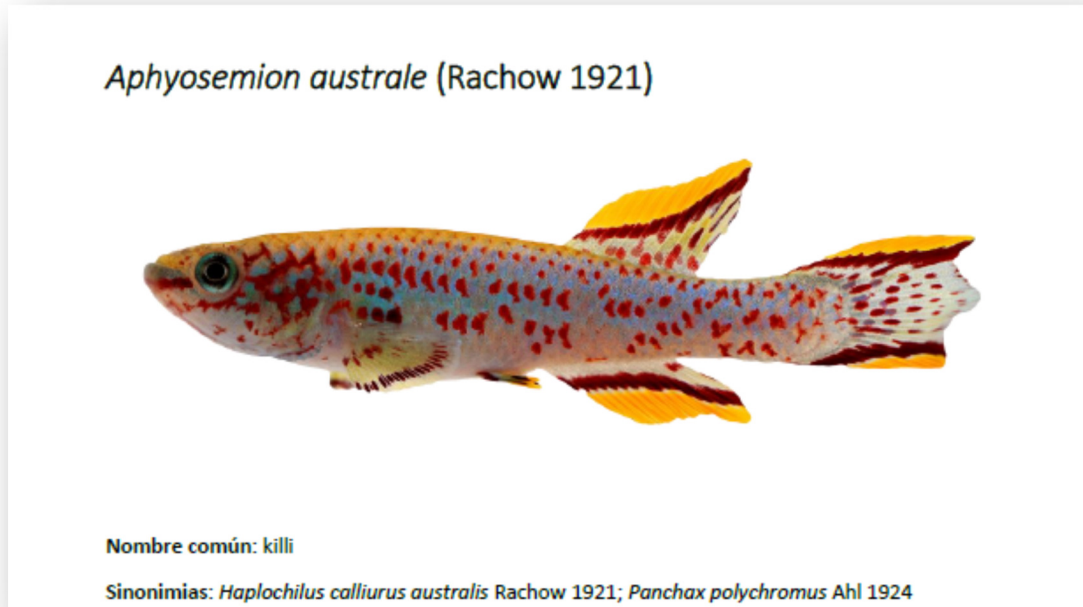 Aphyosemion australe (Rachow 1921)
Nombre común: killi
Sinonimias: Haplochilus calliurus australis Rachow 1921; Panchax polychromus Ahl 1924